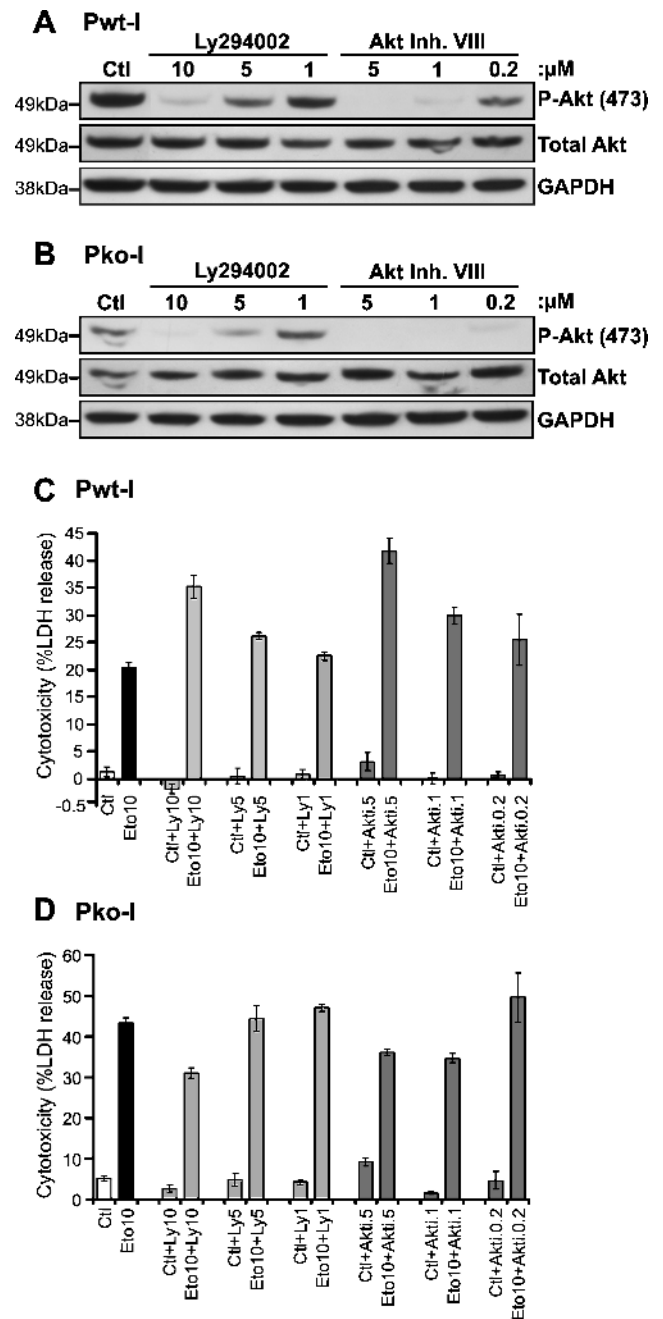 A Pwt-I
Ly294002 Akt Inh. VIII
Ctl 10 5 1 5 1 0.2 :µM
49kDa P-Akt (473)
49kDa Total Akt
38kDa GAPDH
B Pko-I
Ly294002 Akt Inh. VIII
Ctl 10 5 1 5 1 0.2 :µM
49kDa P-Akt (473)
49kDa Total Akt
38kDa GAPDH
C Pwt-I
Cytotoxicity (%LDH release)
45
40
35
30
25
20
15
10
5
0
-0.5
Ctl
Eto10
Ctl+Ly10
Eto10+Ly10
Ctl+Ly5
Eto10+Ly5
Ctl+Ly1
Eto10+Ly1
Ctl+Akti.5
Eto10+Akti.5
Ctl+Akti.1
Eto10+Akti.1
Ctl+Akti.0.2
Eto10+Akti.0.2
D Pko-I
Cytotoxicity (%LDH release)
60
50
40
30
20
10
0
Ctl
Eto10
Ctl+Ly10
Eto10+Ly10
Ctl+Ly5
Eto10+Ly5
Ctl+Ly1
Eto10+Ly1
Ctl+Akti.5
Eto10+Akti.5
Ctl+Akti.1
Eto10+Akti.1
Ctl+Akti.0.2
Eto10+Akti.0.2